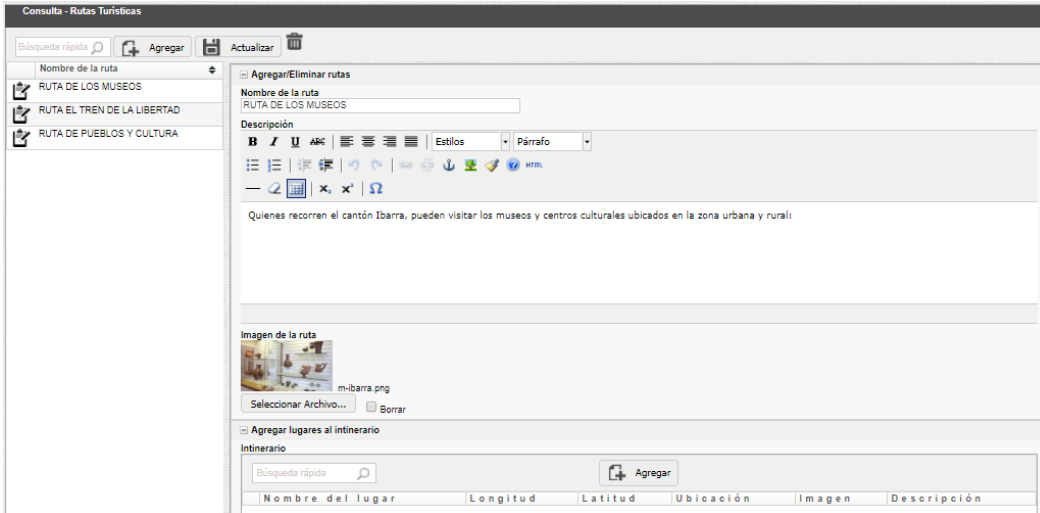 Consulta - Rutas Turísticas
Búsqueda rápida Agregar Actualizar
Nombre de la ruta
RUTA DE LOS MUSEOS
RUTA EL TREN DE LA LIBERTAD
RUTA DE PUEBLOS Y CULTURA
Agregar/Eliminar rutas
Nombre de la ruta
RUTA DE LOS MUSEOS
Descripción
B I U ABC Estilos Párrafo
HTML
x, x² Ω
Quienes recorren el cantón Ibarra, pueden visitar los museos y centros culturales ubicados en la zona urbana y rural:
Imagen de la ruta
m-ibarra.png
Seleccionar Archivo... Borrar
Agregar lugares al intinerario
Intinerario
Búsqueda rápida Agregar
Nombre del lugar Longitud Latitud Ubicación Imagen Descripción